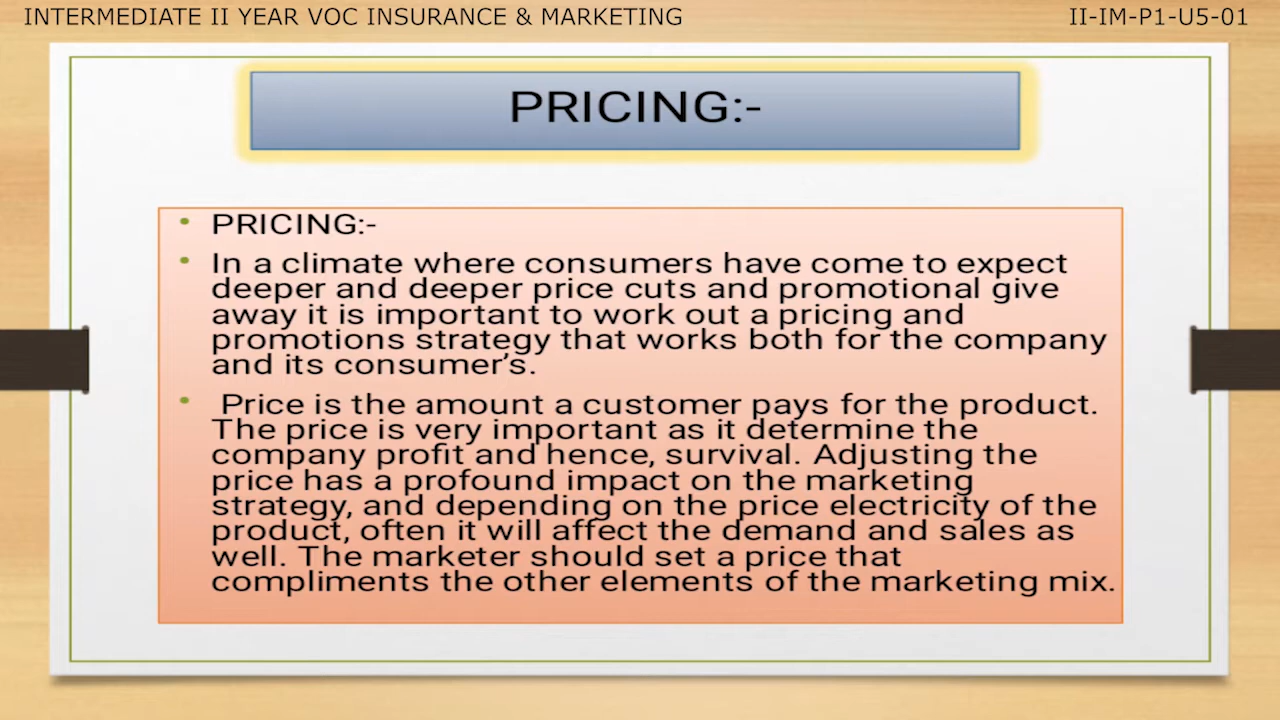 INTERMEDIATE II YEAR VOC INSURANCE & MARKETING
II-IM-P1-U5-01
PRICING:-
• PRICING:-
• In a climate where consumers have come to expect
deeper and deeper price cuts and promotional give
away it is important to work out a pricing and
promotions strategy that works both for the company
and its consumer’s.
• Price is the amount a customer pays for the product.
The price is very important as it determine the
company profit and hence, survival. Adjusting the
price has a profound impact on the marketing
strategy, and depending on the price electricity of the
product, often it will affect the demand and sales as
well. The marketer should set a price that
compliments the other elements of the marketing mix.